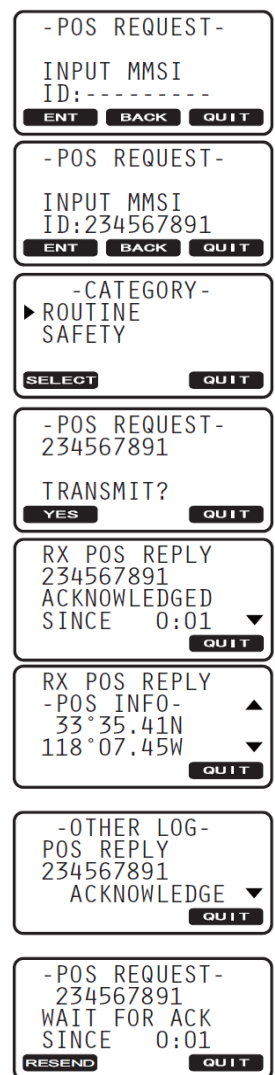 -POS REQUEST-
INPUT MMSI
ID:---------
ENT BACK QUIT
-POS REQUEST-
INPUT MMSI
ID:234567891
ENT BACK QUIT
-CATEGORY-
▶ROUTINE
SAFETY
SELECT QUIT
-POS REQUEST-
234567891
TRANSMIT?
YES QUIT
RX POS REPLY
234567891
ACKNOWLEDGED
SINCE 0:01 ▼
QUIT
RX POS REPLY
-POS INFO- ▲
33°35.41N
118°07.45W ▼
QUIT
-OTHER LOG-
POS REPLY
234567891
ACKNOWLEDGE ▼
QUIT
-POS REQUEST-
234567891
WAIT FOR ACK
SINCE 0:01
RESEND QUIT